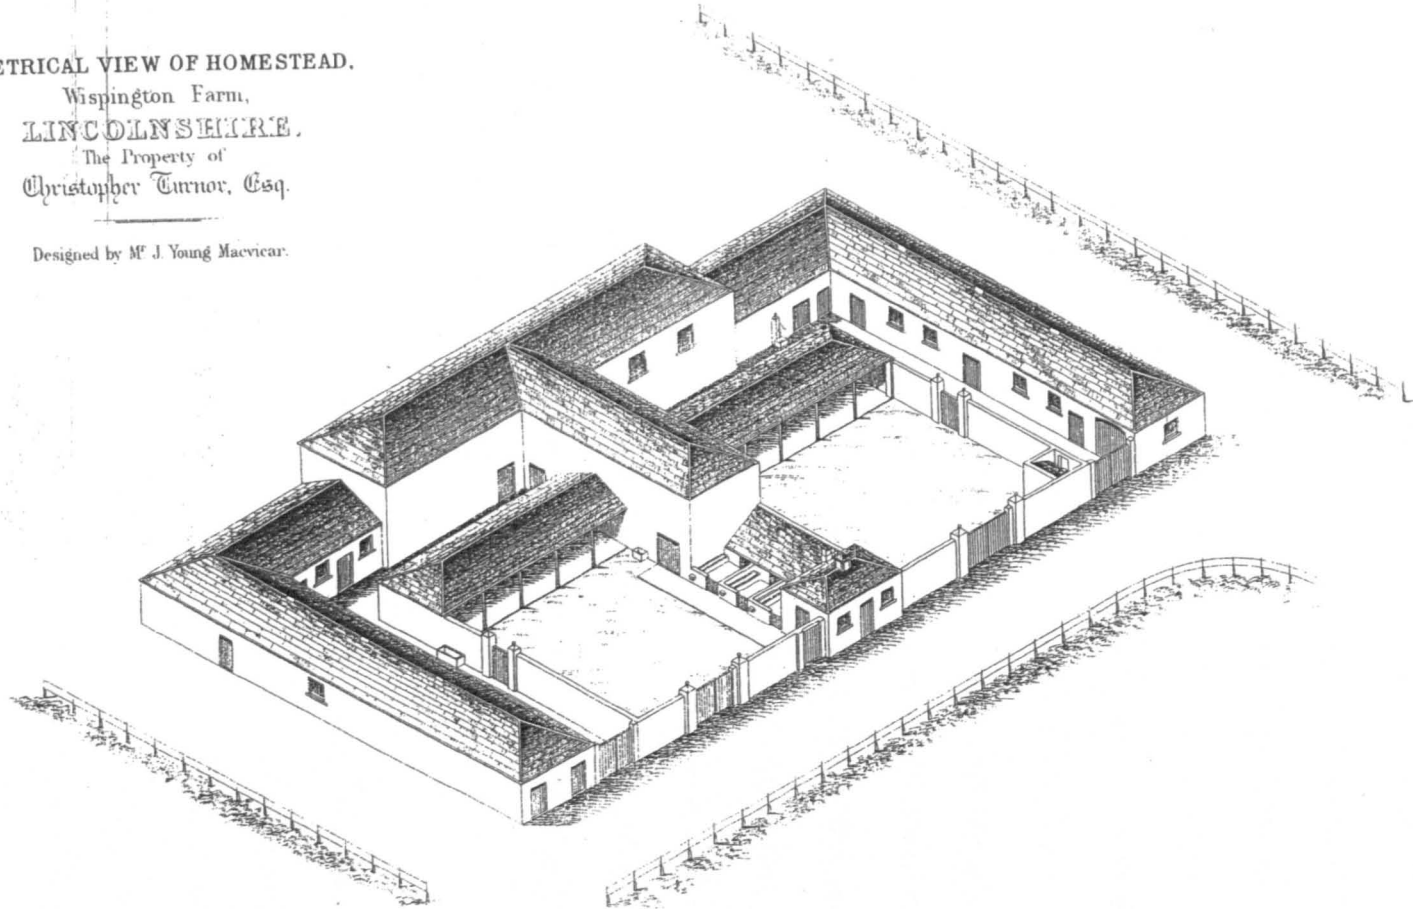 ETRICAL VIEW OF HOMESTEAD.
Wispington Farm,
LINCOLNSHIRE.
The Property of
Christopher Turnor, Esq.
Designed by Mr J. Young Macvicar.